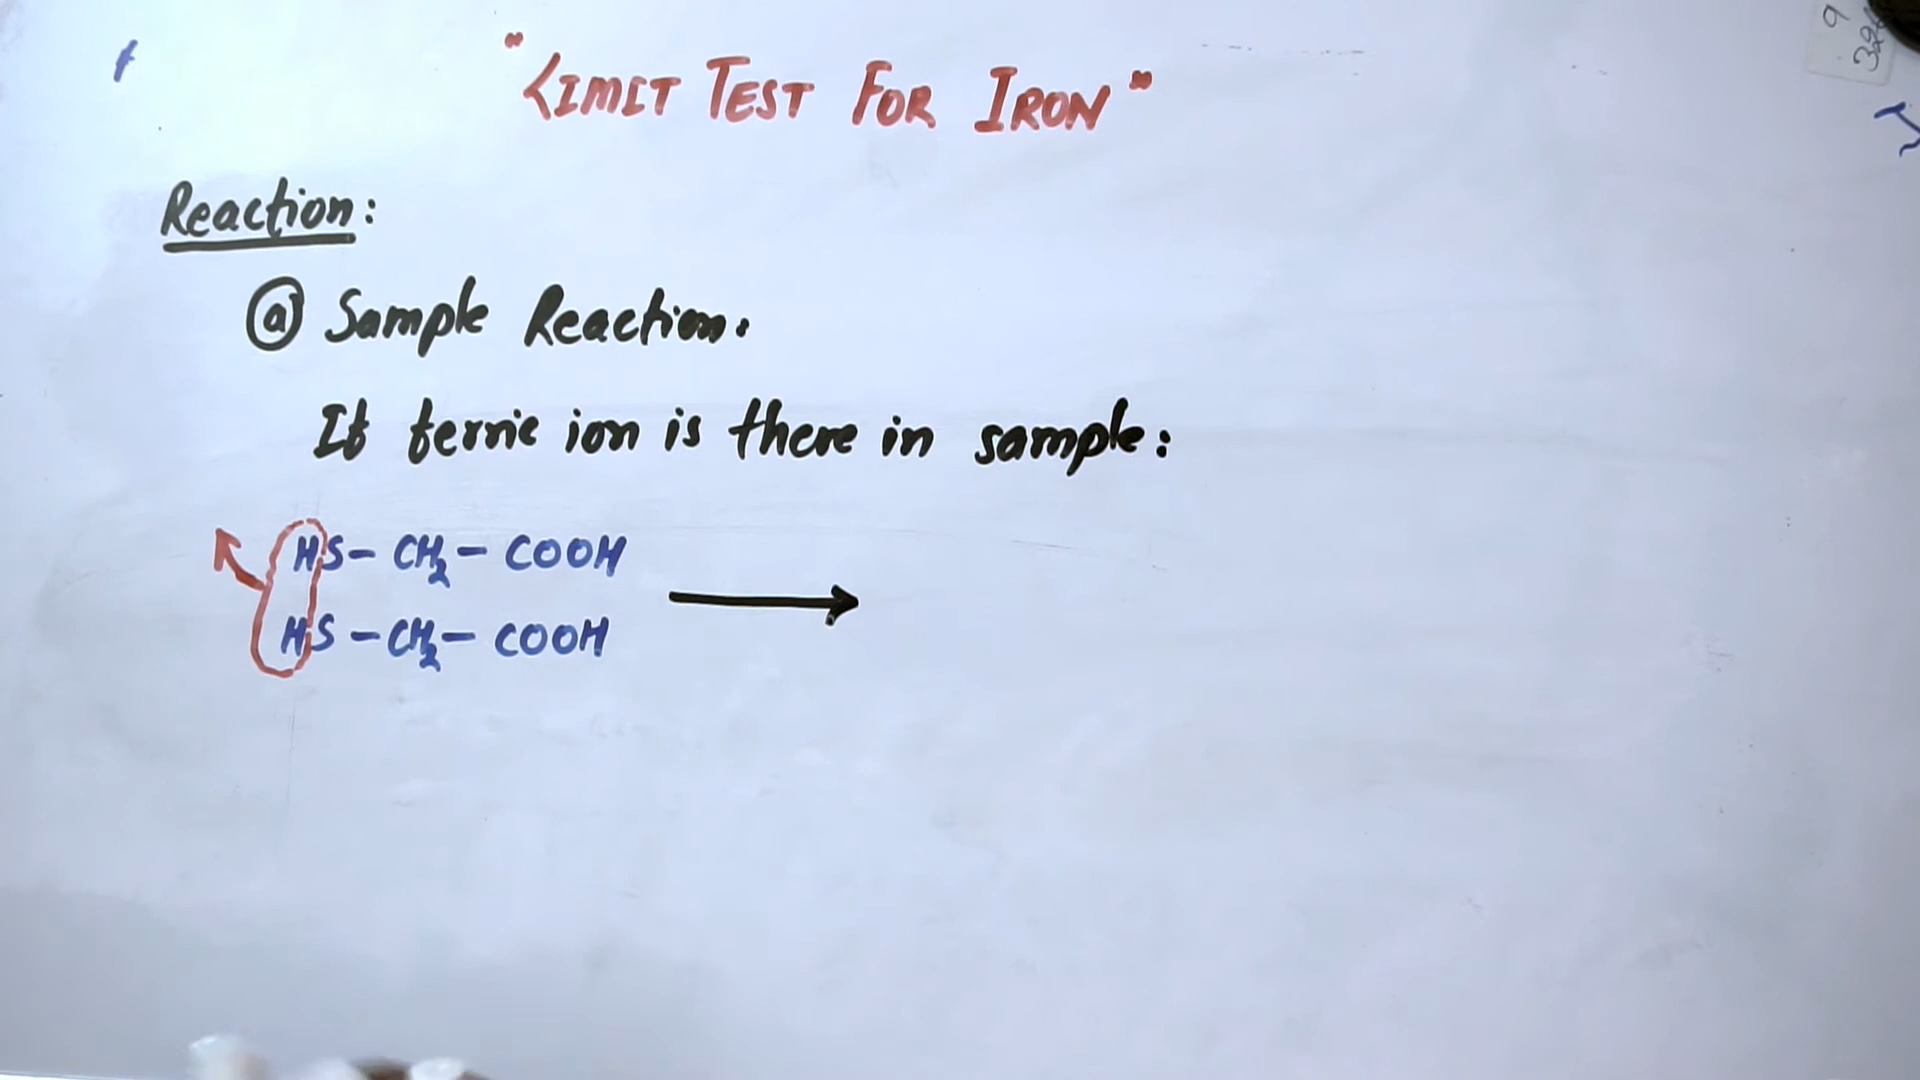 "LIMIT TEST FOR IRON"
Reaction:
(a) Sample Reaction.
If ferric ion is there in sample:
HS- CH2- COOH
HS-CH2- COOH